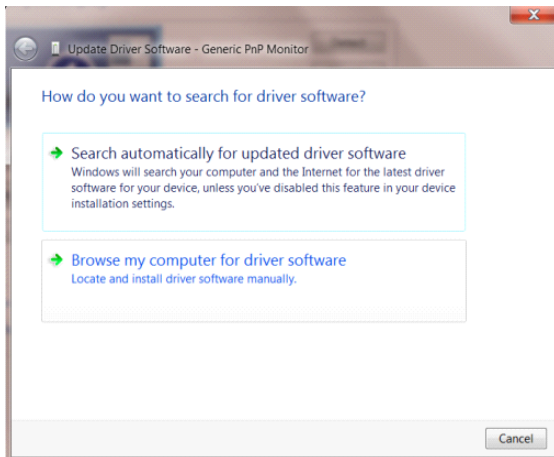 Update Driver Software - Generic PnP Monitor
How do you want to search for driver software?
Search automatically for updated driver software
Windows will search your computer and the Internet for the latest driver
software for your device, unless you've disabled this feature in your device
installation settings.
Browse my computer for driver software
Locate and install driver software manually.
Cancel